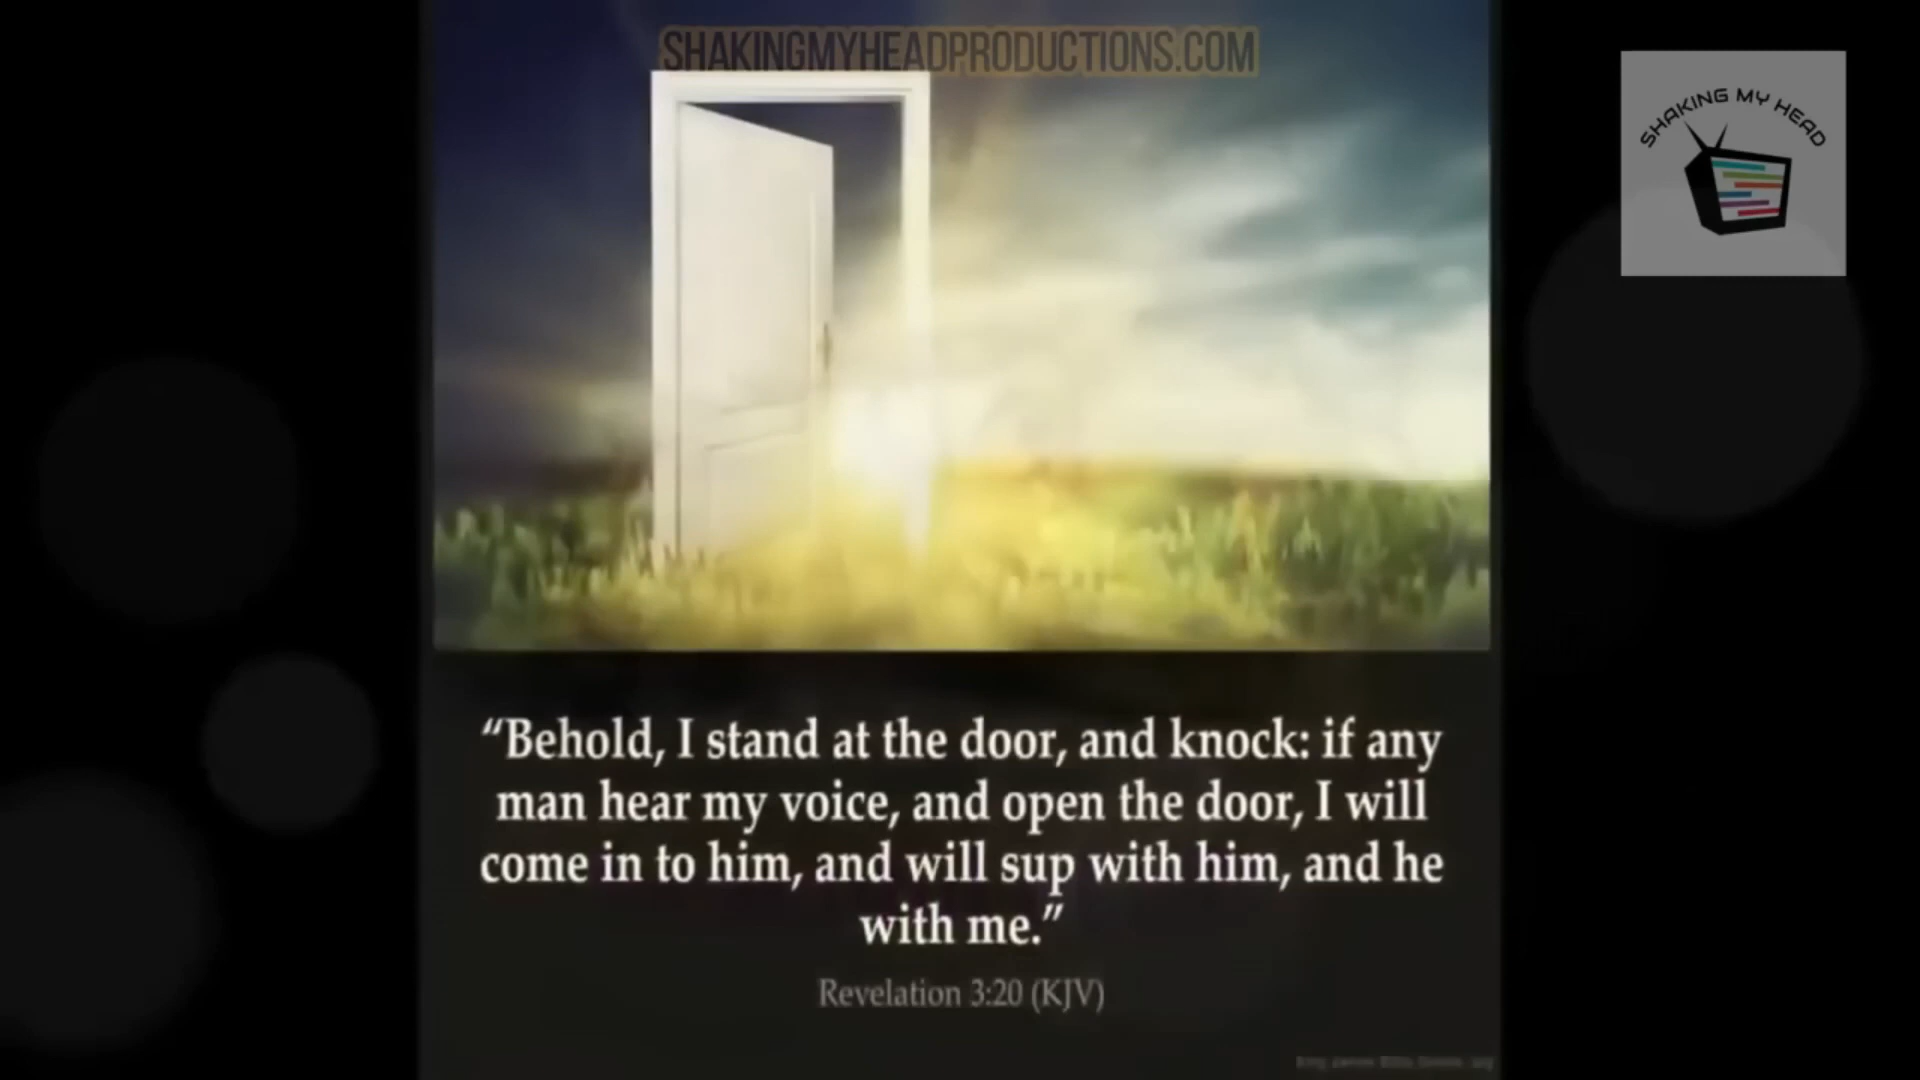 SHAKINGMYHEADPRODUCTIONS.COM
SHAKING MY HEAD
“Behold, I stand at the door, and knock: if any
man hear my voice, and open the door, I will
come in to him, and will sup with him, and he
with me.”
Revelation 3:20 (KJV)